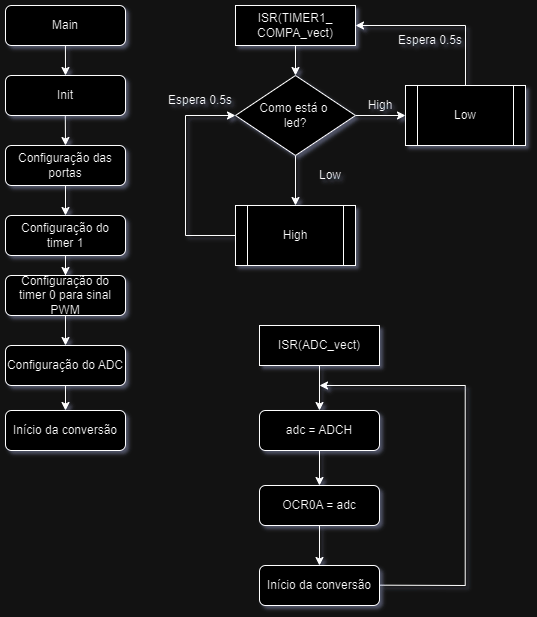 Main
Init
Configuração das
portas
Configuração do
timer 1
Configuração do
timer 0 para sinal
PWM
Configuração do ADC
Início da conversão
ISR(TIMER1_
COMPA_vect)
Espera 0.5s
Espera 0.5s
Como está o
led?
High
Low
Low
High
ISR(ADC_vect)
adc = ADCH
OCR0A = adc
Início da conversão